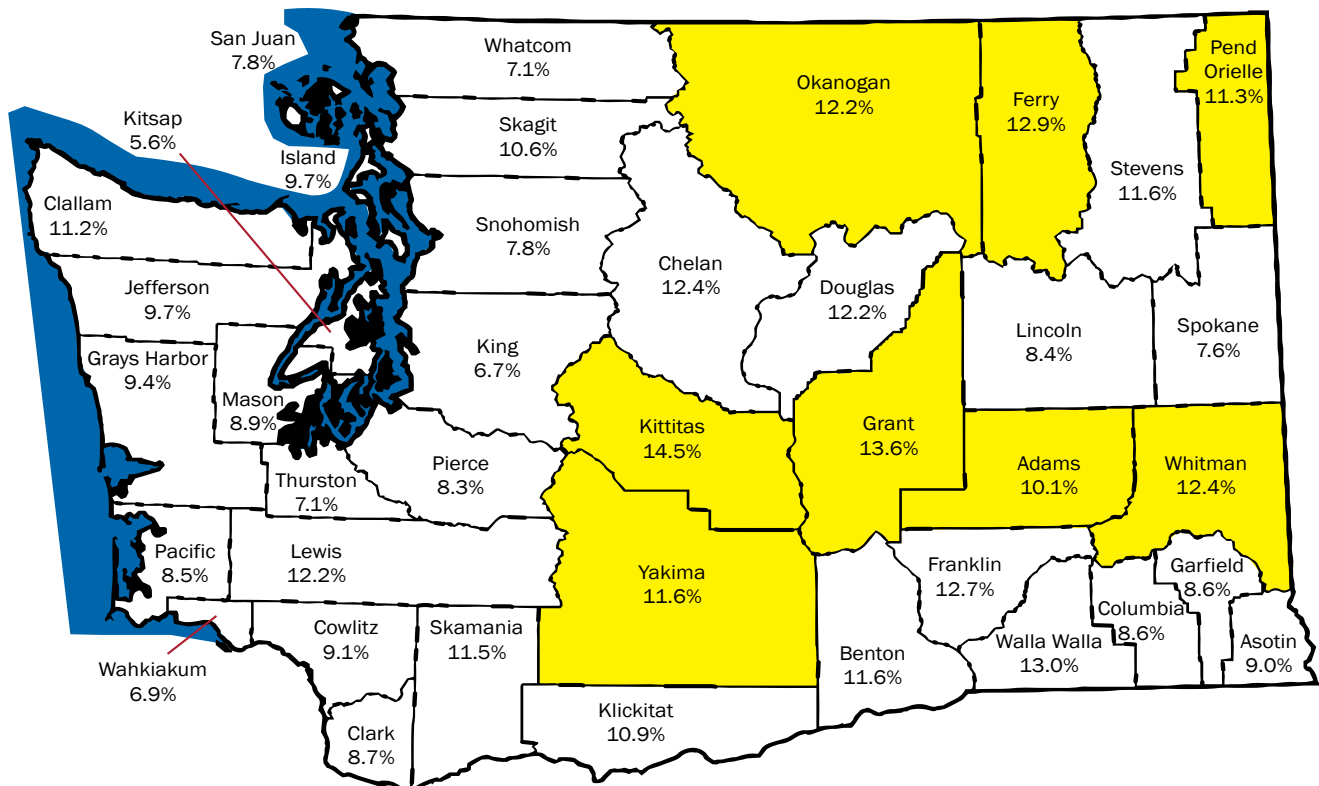 San Juan
7.8%
Whatcom
7.1%
Okanogan
12.2%
Ferry
12.9%
Pend
Orielle
11.3%
Kitsap
5.6%
Skagit
10.6%
Island
9.7%
Stevens
11.6%
Clallam
11.2%
Snohomish
7.8%
Chelan
12.4%
Douglas
12.2%
Jefferson
9.7%
Lincoln
8.4%
Spokane
7.6%
Grays Harbor
9.4%
King
6.7%
Mason
8.9%
Kittitas
14.5%
Grant
13.6%
Adams
10.1%
Whitman
12.4%
Thurston
7.1%
Pierce
8.3%
Pacific
8.5%
Lewis
12.2%
Yakima
11.6%
Franklin
12.7%
Garfield
8.6%
Columbia
8.6%
Wahkiakum
6.9%
Cowlitz
9.1%
Skamania
11.5%
Benton
11.6%
Walla Walla
13.0%
Asotin
9.0%
Clark
8.7%
Klickitat
10.9%